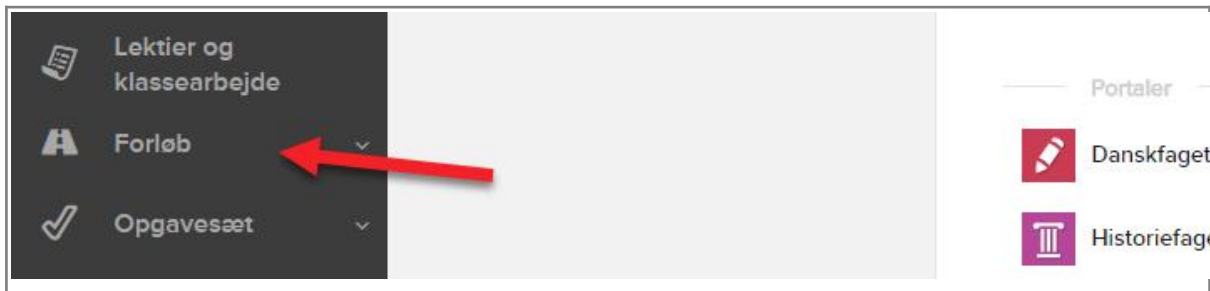 Lektier og
klassearbejde
Forløb
Opgavesæt
Portaler
Danskfaget
Historiefage